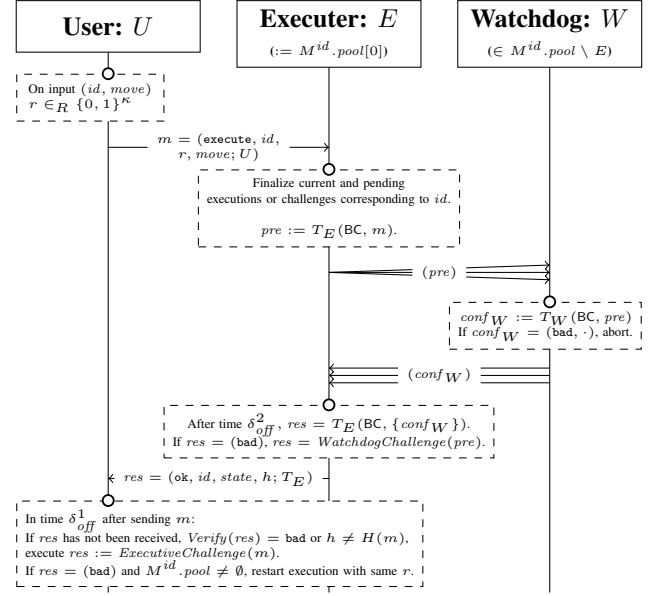 User: U
Executer: E
(:= M^{id}.pool[0])
Watchdog: W
(∈ M^{id}.pool \ E)
On input (id, move)
r ∈_R {0, 1}^κ
m = (execute, id,
r, move; U)
Finalize current and pending
executions or challenges corresponding to id.
pre := T_E(BC, m).
(pre)
conf_W := T_W(BC, pre)
If conf_W = (bad, ·), abort.
(conf_W)
After time δ^2_{off}, res = T_E(BC, {conf_W}).
If res = (bad), res = WatchdogChallenge(pre).
res = (ok, id, state, h; T_E)
In time δ^1_{off} after sending m:
If res has not been received, Verify(res) = bad or h ≠ H(m),
execute res := ExecutiveChallenge(m).
If res = (bad) and M^{id}.pool ≠ ∅, restart execution with same r.